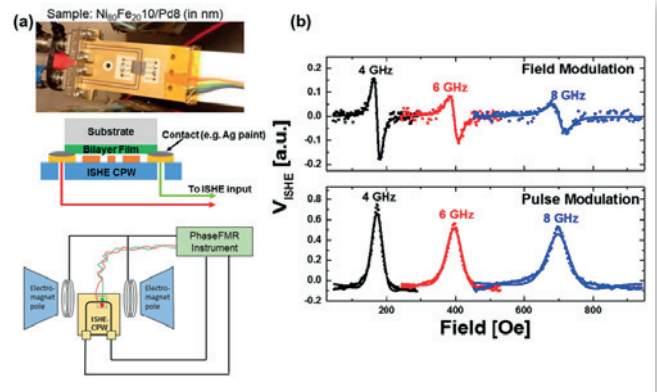 (a)
Sample: Ni80Fe2010/Pd8 (in nm)
Substrate
Bilayer Film
ISHE CPW
Contact (e.g. Ag paint)
To ISHE input
PhaseFMR
Instrument
Electro-
magnet
pole
ISHE-
CPW
Electro-
magnet
pole
(b)
0.2
0.1
0.0
-0.1
-0.2
4 GHz
6 GHz
8 GHz
Field Modulation
VISHE [a.u.]
0.8
0.6
0.4
0.2
0.0
4 GHz
6 GHz
8 GHz
Pulse Modulation
200
400
600
800
Field [Oe]